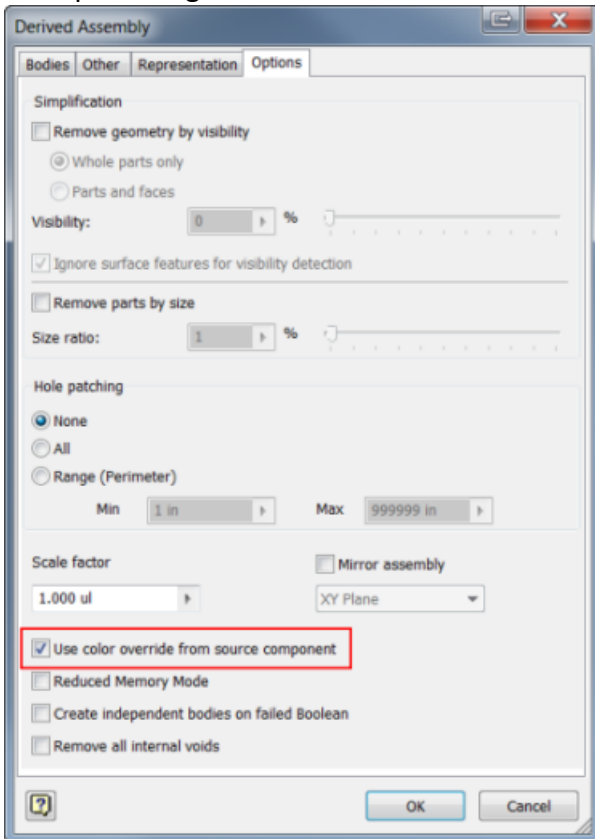 Derived Assembly
Bodies Other Representation Options
Simplification
Remove geometry by visibility
Whole parts only
Parts and faces
Visibility: 0 %
Ignore surface features for visibility detection
Remove parts by size
Size ratio: 1 %
Hole patching
None
All
Range (Perimeter)
Min 1 in Max 999999 in
Scale factor Mirror assembly
1.000 ul XY Plane
Use color override from source component
Reduced Memory Mode
Create independent bodies on failed Boolean
Remove all internal voids
? OK Cancel